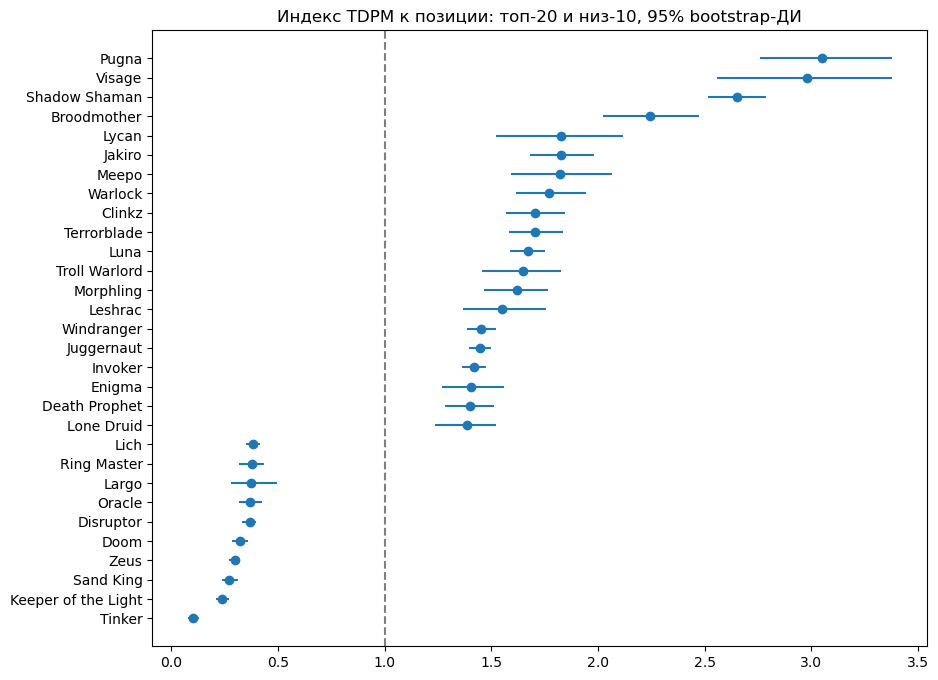 Индекс TDPM к позиции: топ-20 и низ-10, 95% bootstrap-ДИ
Pugna
Visage
Shadow Shaman
Broodmother
Lycan
Jakiro
Meepo
Warlock
Clinkz
Terrorblade
Luna
Troll Warlord
Morphling
Leshrac
Windranger
Juggernaut
Invoker
Enigma
Death Prophet
Lone Druid
Lich
Ring Master
Largo
Oracle
Disruptor
Doom
Zeus
Sand King
Keeper of the Light
Tinker
0.0 0.5 1.0 1.5 2.0 2.5 3.0 3.5